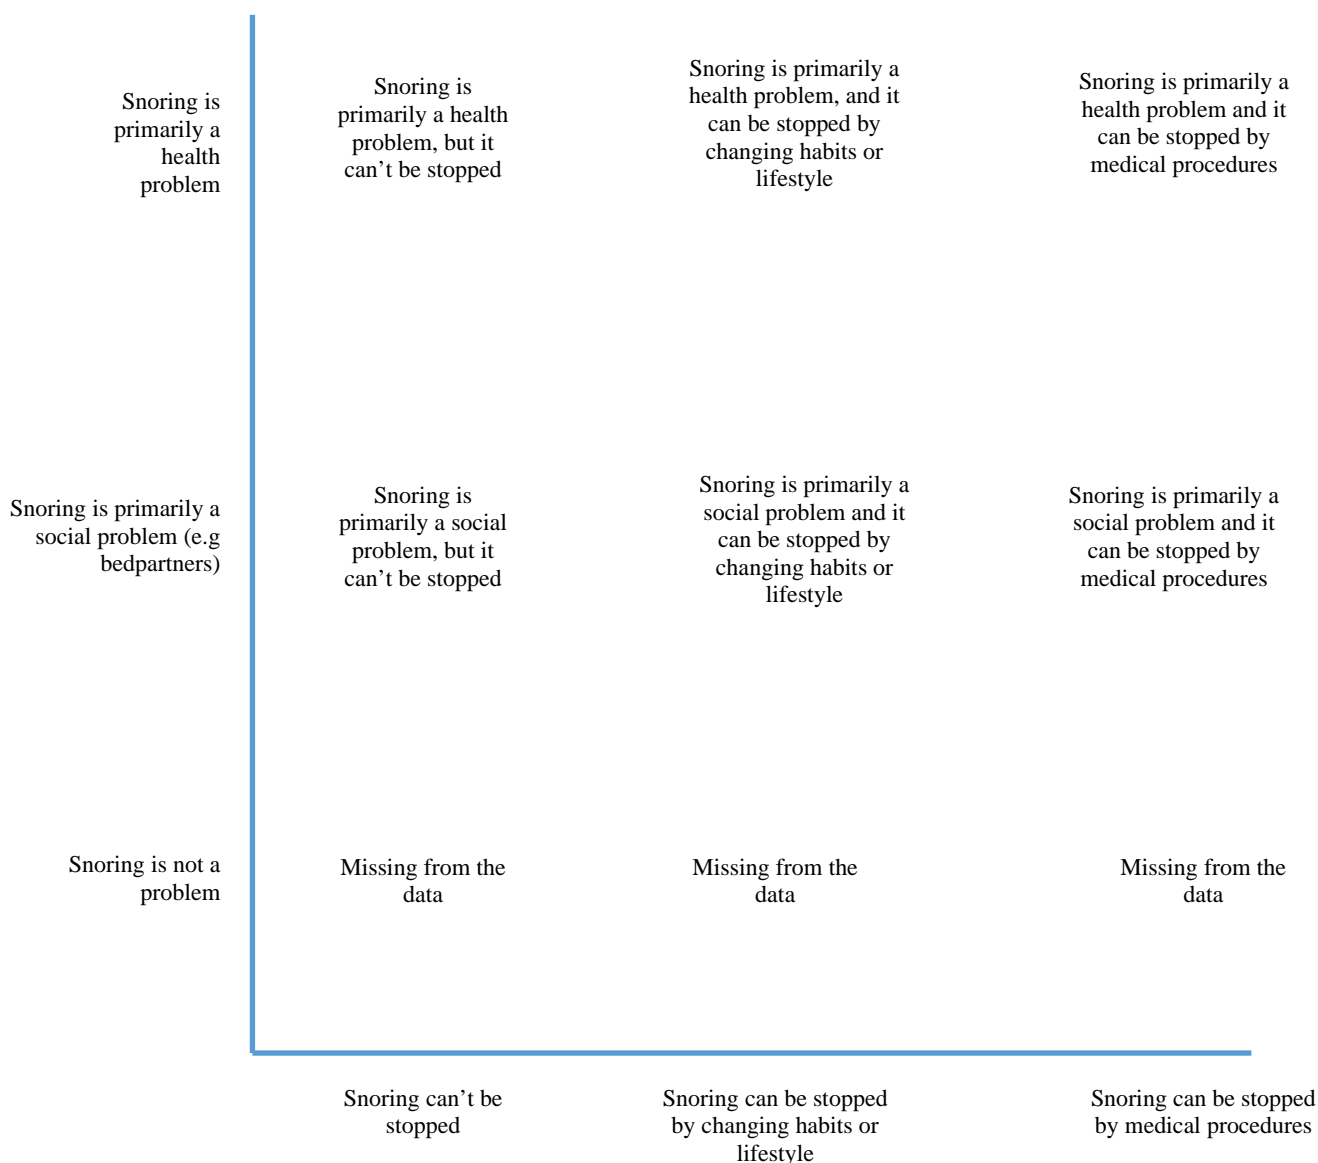 Snoring is
primarily a
health
problem
Snoring is
primarily a health
problem, but it
can’t be stopped
Snoring is primarily a
health problem, and it
can be stopped by
changing habits or
lifestyle
Snoring is primarily a
health problem and it
can be stopped by
medical procedures
Snoring is primarily a
social problem (e.g
bedpartners)
Snoring is
primarily a social
problem, but it
can’t be stopped
Snoring is primarily a
social problem and it
can be stopped by
changing habits or
lifestyle
Snoring is primarily a
social problem and it
can be stopped by
medical procedures
Snoring is not a
problem
Missing from the
data
Missing from the
data
Missing from the
data
Snoring can’t be
stopped
Snoring can be stopped
by changing habits or
lifestyle
Snoring can be stopped
by medical procedures